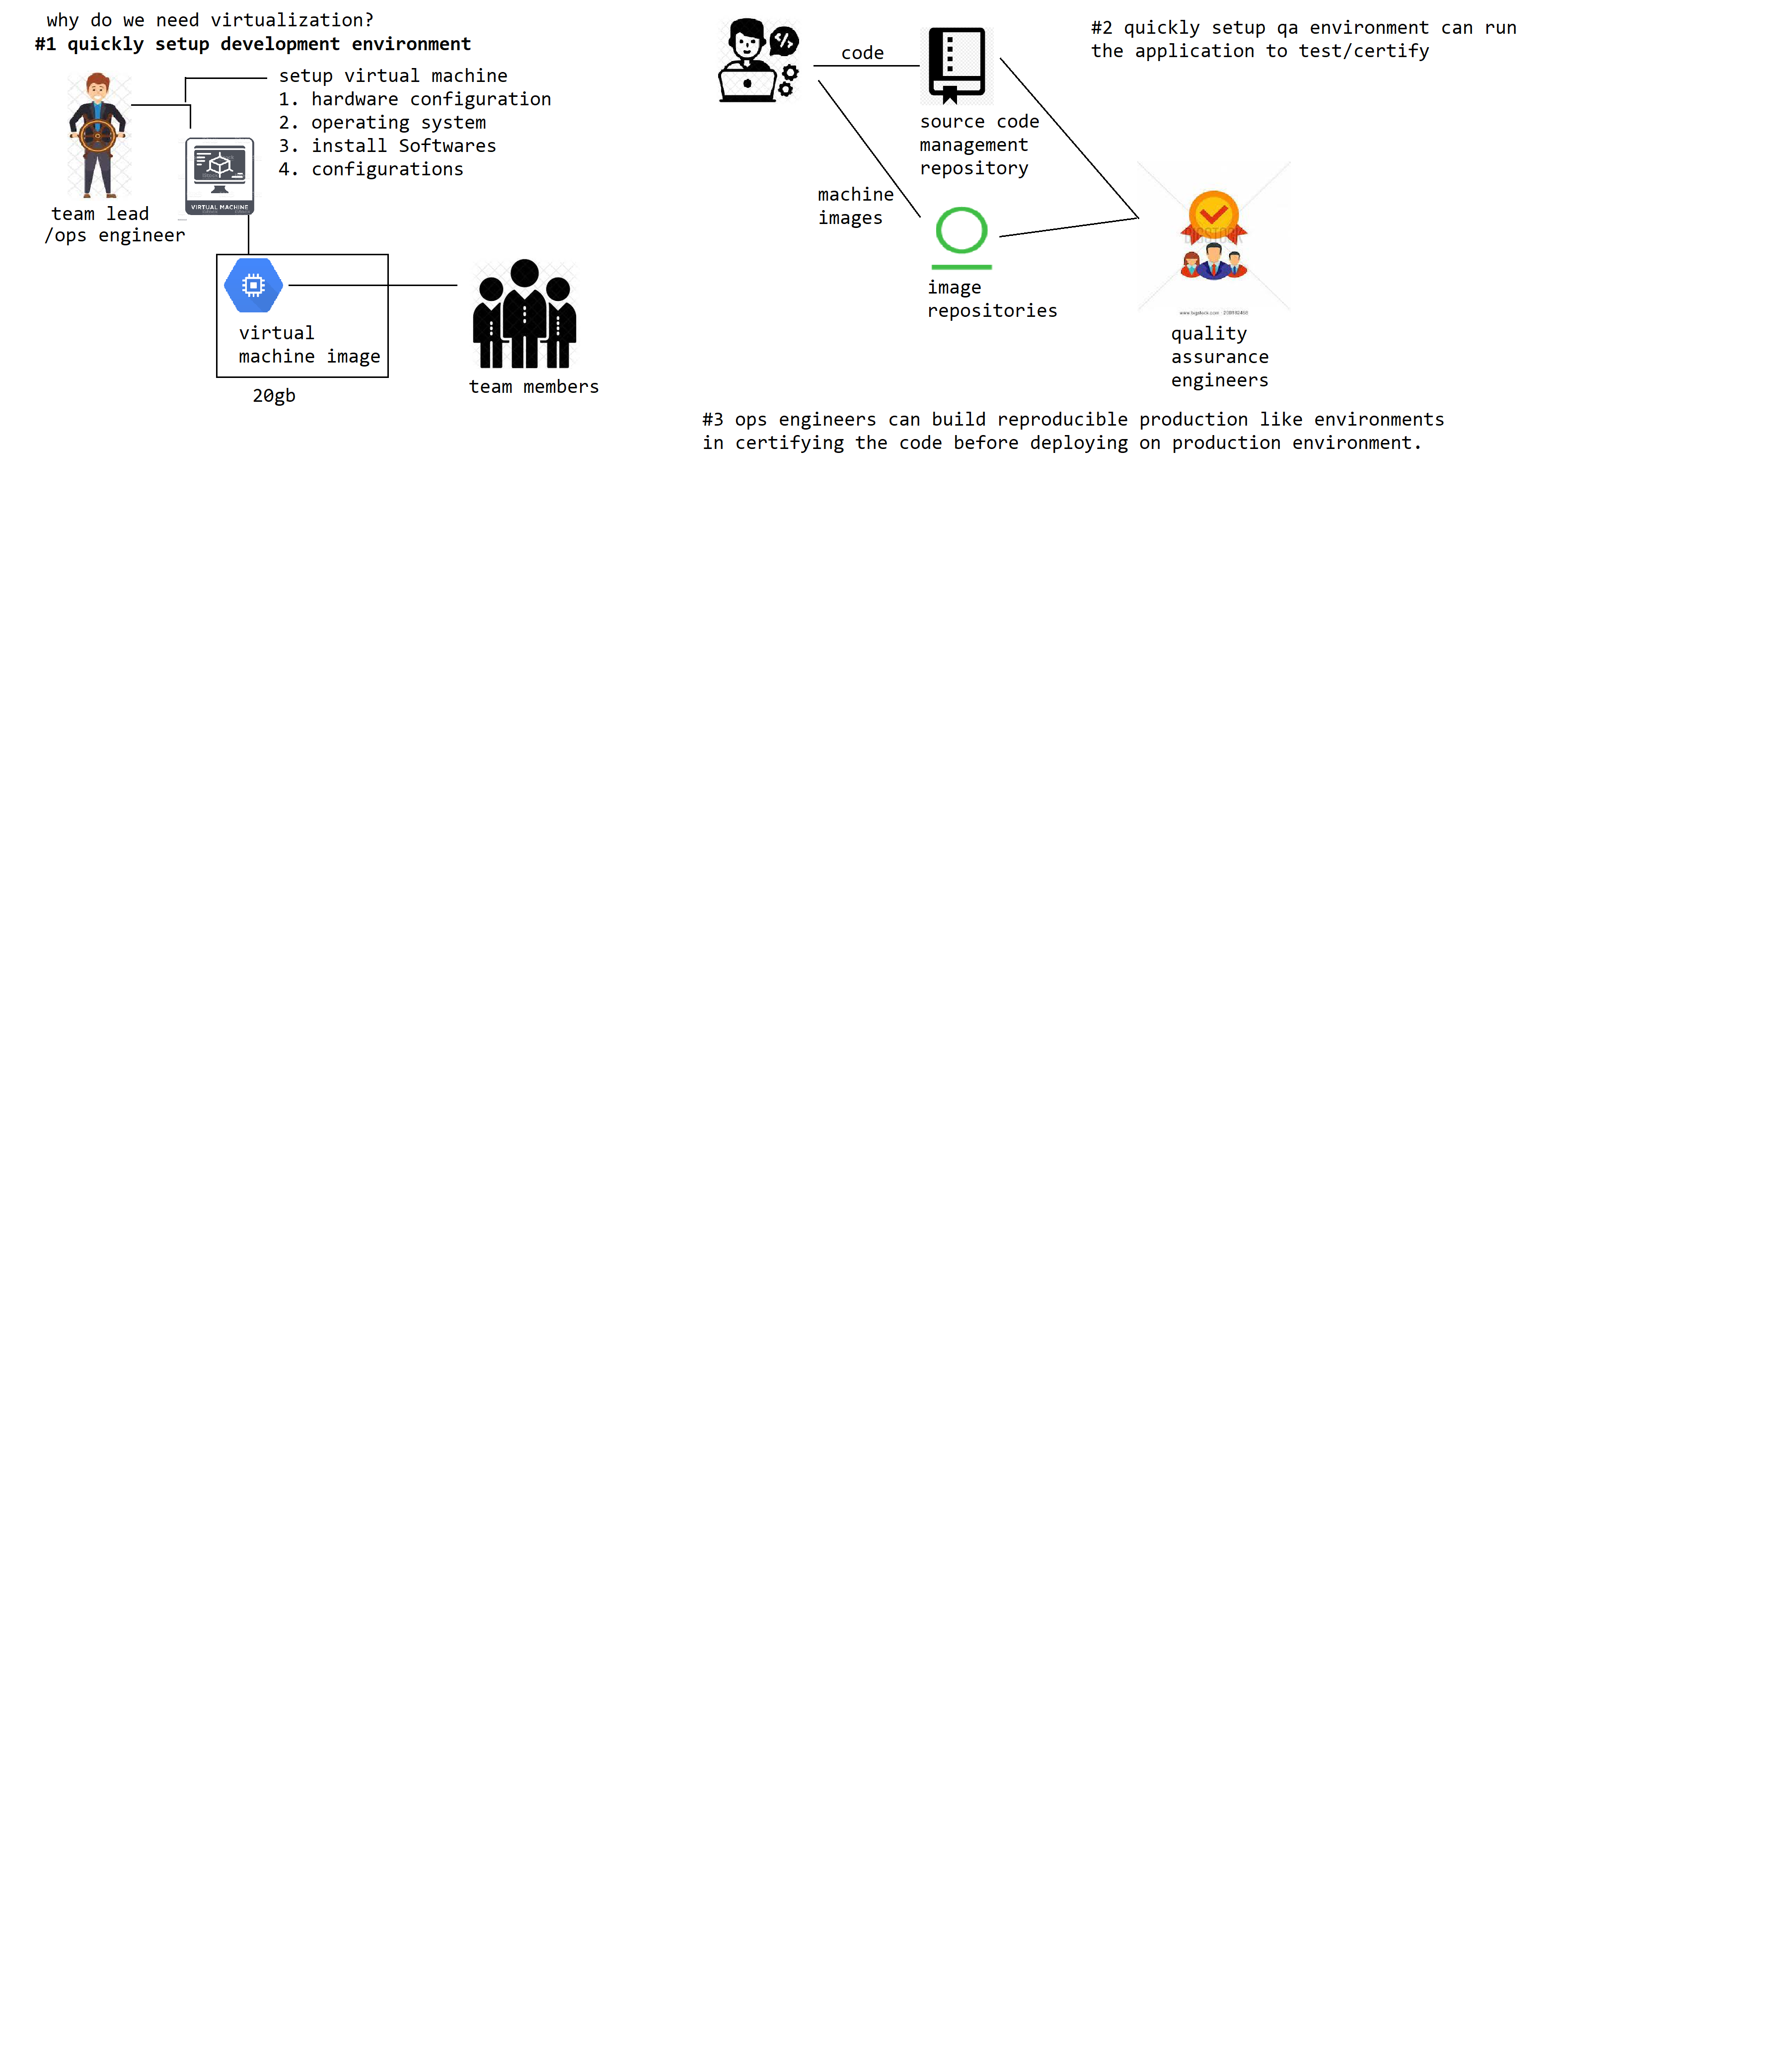 why do we need virtualization?
#1 quickly setup development environment
setup virtual machine
1. hardware configuration
2. operating system
3. install Softwares
4. configurations
VIRTUAL MACHINE
team lead
/ops engineer
virtual
machine image
20gb
team members
code
source code
management
repository
machine
images
image
repositories
#2 quickly setup qa environment can run
the application to test/certify
quality
assurance
engineers
#3 ops engineers can build reproducible production like environments
in certifying the code before deploying on production environment.